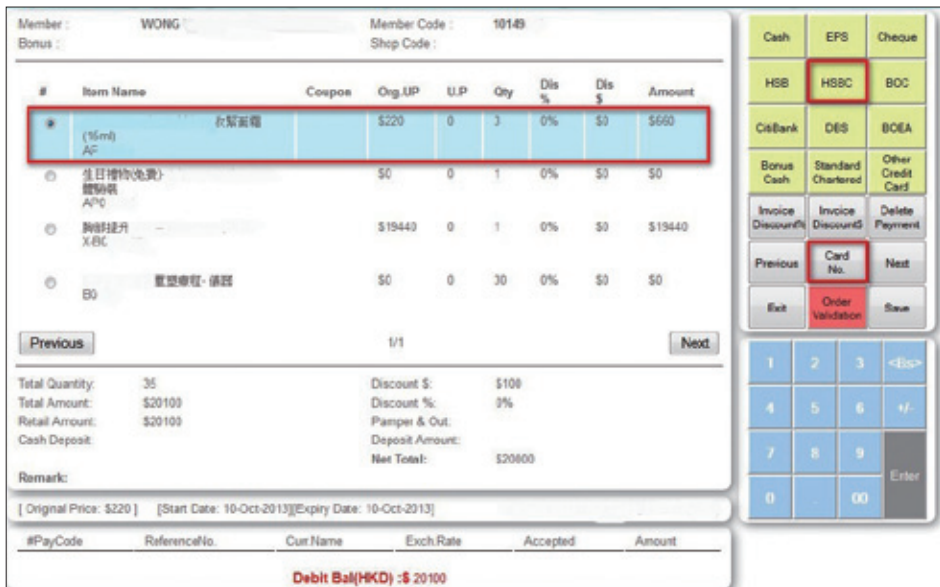 Member : WONG Member Code : 10149
Bonus : Shop Code :
# Item Name Coupon Org.UP U.P Qty Dis % Dis $ Amount
衣緊面霜 $220 0 3 0% $0 $660
(15ml)
AF
生日禮物(免費) $0 0 1 0% $0 $0
體驗裝
AP0
胸部提升 $19440 0 1 0% $0 $19440
X-BC
療程- 儀器 $0 0 30 0% $0 $0
B0
Previous 1/1 Next
Total Quantity: 35 Discount $: $100
Total Amount: $20100 Discount %: 0%
Retail Amount: $20100 Pamper & Out:
Cash Deposit Deposit Amount:
Net Total:
Remark:
[ Original Price: $220 ] [Start Date: 10-Oct-2013][Expiry Date: 10-Oct-2013]
#PayCode ReferenceNo. Curr.Name Exch.Rate Accepted Amount
Debit Bal(HKD) :$ 20100
Cash EPS Cheque
HSB HSBC BOC
CitiBank DES BOEA
Bonus Cash Standard Chartered Other Credit Card
Invoice Discount% Invoice Discount$ Delete Payment
Previous Card No. Next
Exit Order Validation Save
1 2 3 <Bs>
4 5 6 +/-
7 8 9
Enter
0 . 00